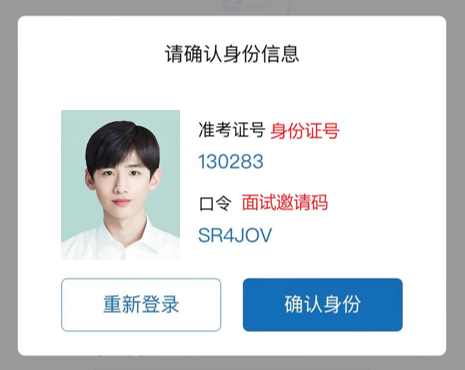 请确认身份信息
准考证号 身份证号
130283
口令 面试邀请码
SR4JOV
重新登录
确认身份